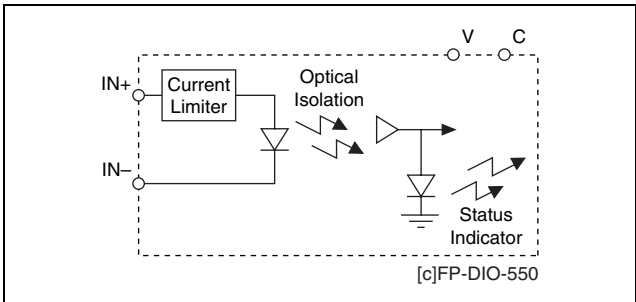 V C
IN+
Current
Limiter
Optical
Isolation
IN–
Status
Indicator
[c]FP-DIO-550